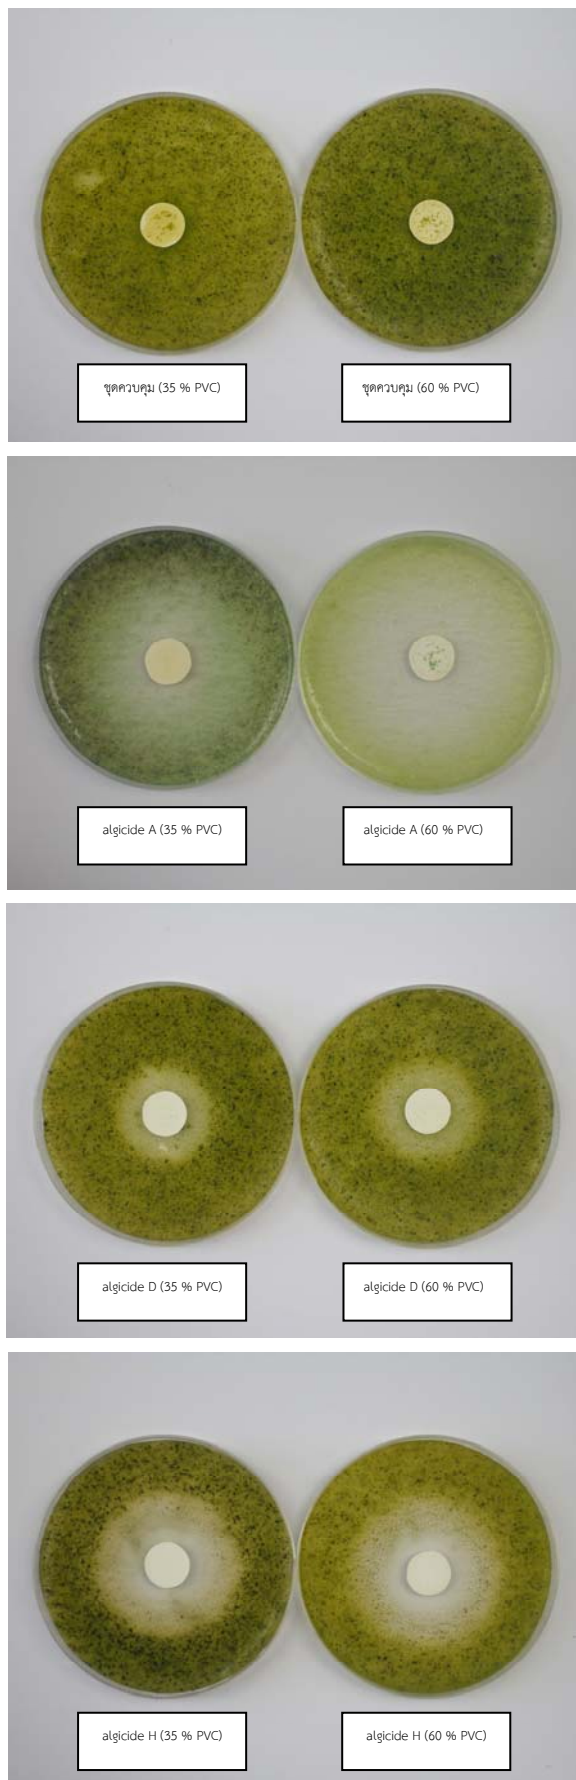 ชุดควบคุม (35 % PVC)
ชุดควบคุม (60 % PVC)
algicide A (35 % PVC)
algicide A (60 % PVC)
algicide D (35 % PVC)
algicide D (60 % PVC)
algicide H (35 % PVC)
algicide H (60 % PVC)